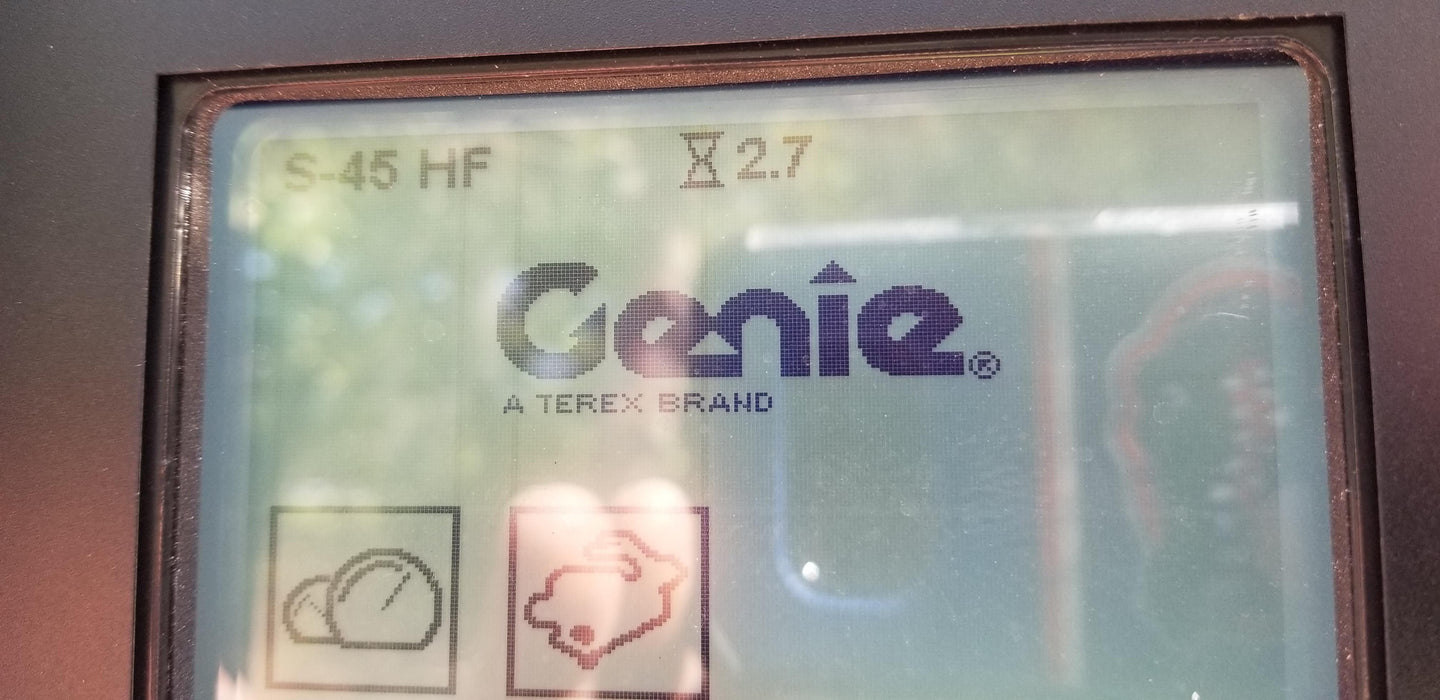 S-45 HF
2.7
Genie®
A TEREX BRAND